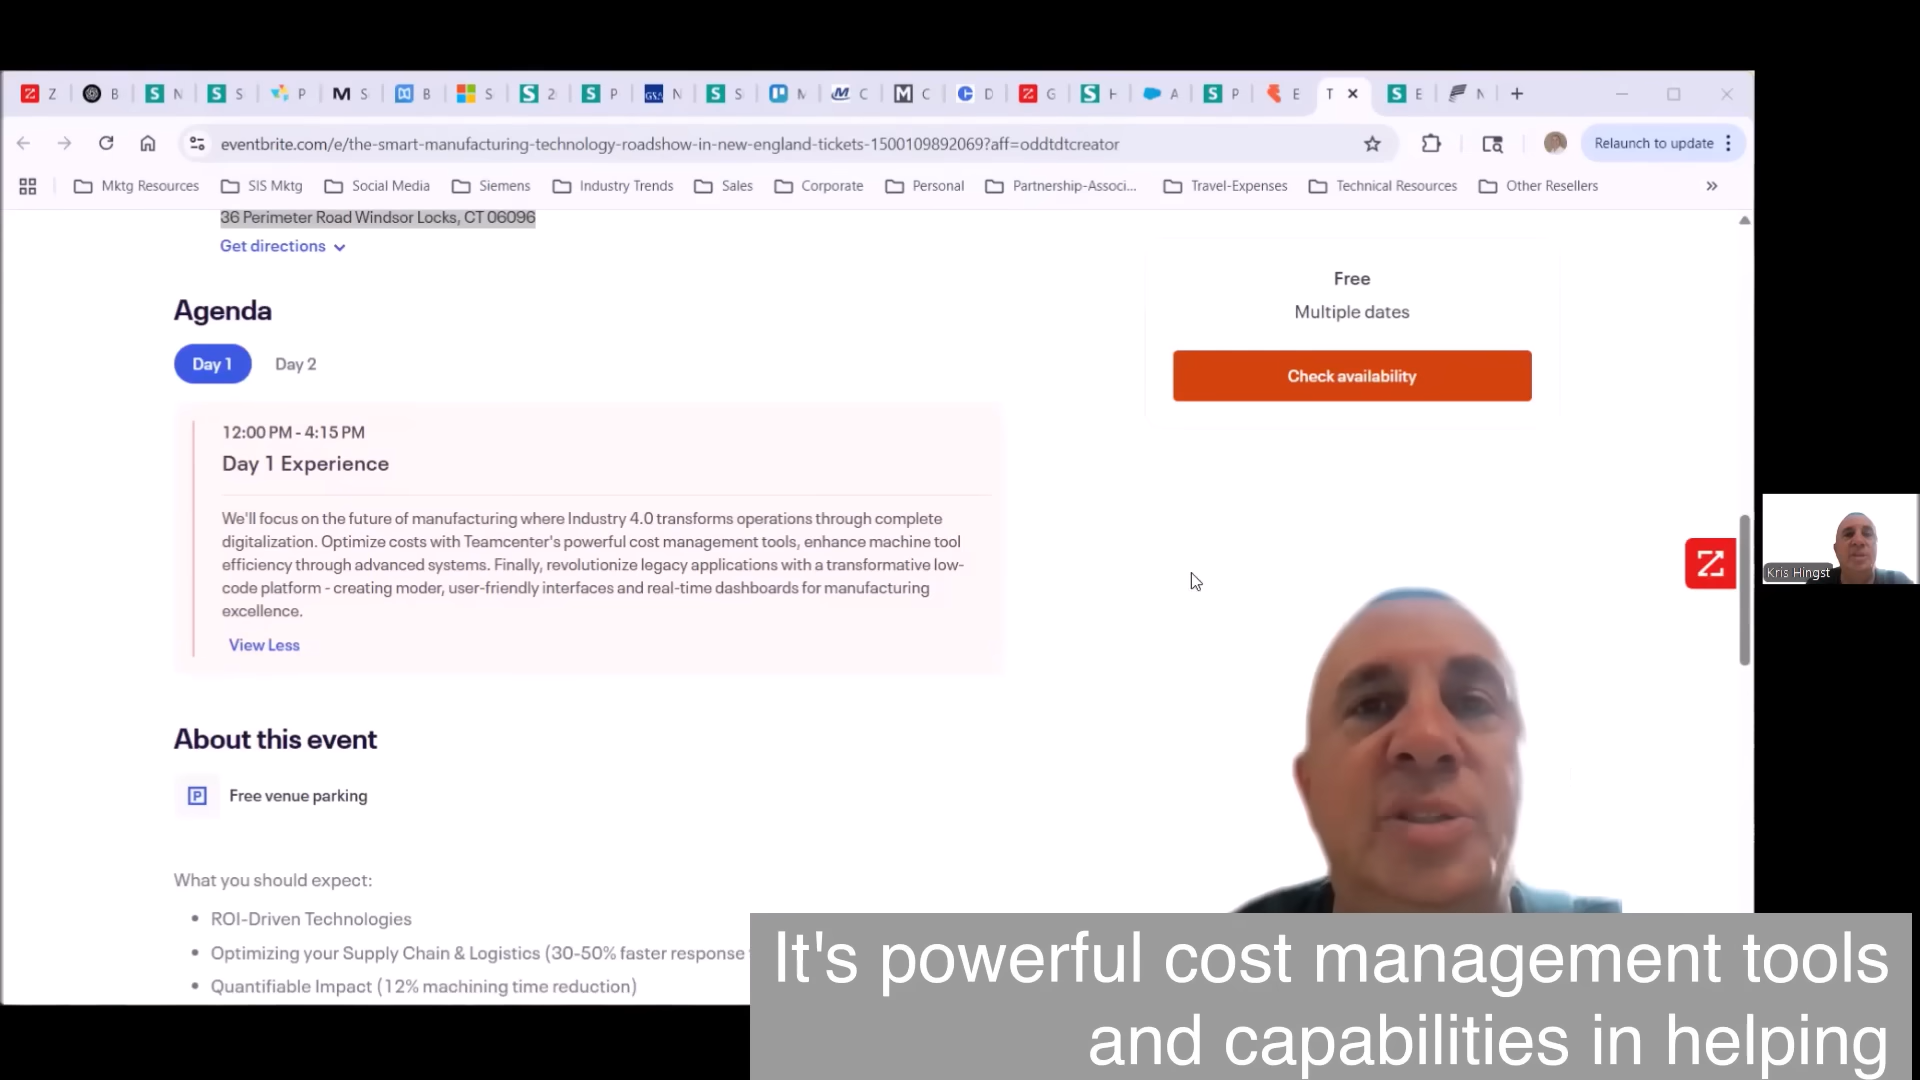 Z B N S P M S B S 2 P N S M C C D G H A P E T E N
eventbrite.com/e/the-smart-manufacturing-technology-roadshow-in-new-england-tickets-1500109892069?aff=oddtdtcreator
Relaunch to update
Mktg Resources SIS Mktg Social Media Siemens Industry Trends Sales Corporate Personal Partnership-Associ... Travel-Expenses Technical Resources Other Resellers
36 Perimeter Road Windsor Locks, CT 06096
Get directions
Free
Multiple dates
Check availability
Agenda
Day 1 Day 2
12:00 PM - 4:15 PM
Day 1 Experience
We'll focus on the future of manufacturing where Industry 4.0 transforms operations through complete
digitalization. Optimize costs with Teamcenter's powerful cost management tools, enhance machine tool
efficiency through advanced systems. Finally, revolutionize legacy applications with a transformative low-
code platform - creating moder, user-friendly interfaces and real-time dashboards for manufacturing
excellence.
View Less
Kris Hingst
About this event
Free venue parking
What you should expect:
• ROI-Driven Technologies
• Optimizing your Supply Chain & Logistics (30-50% faster response
• Quantifiable Impact (12% machining time reduction)
It's powerful cost management tools
and capabilities in helping